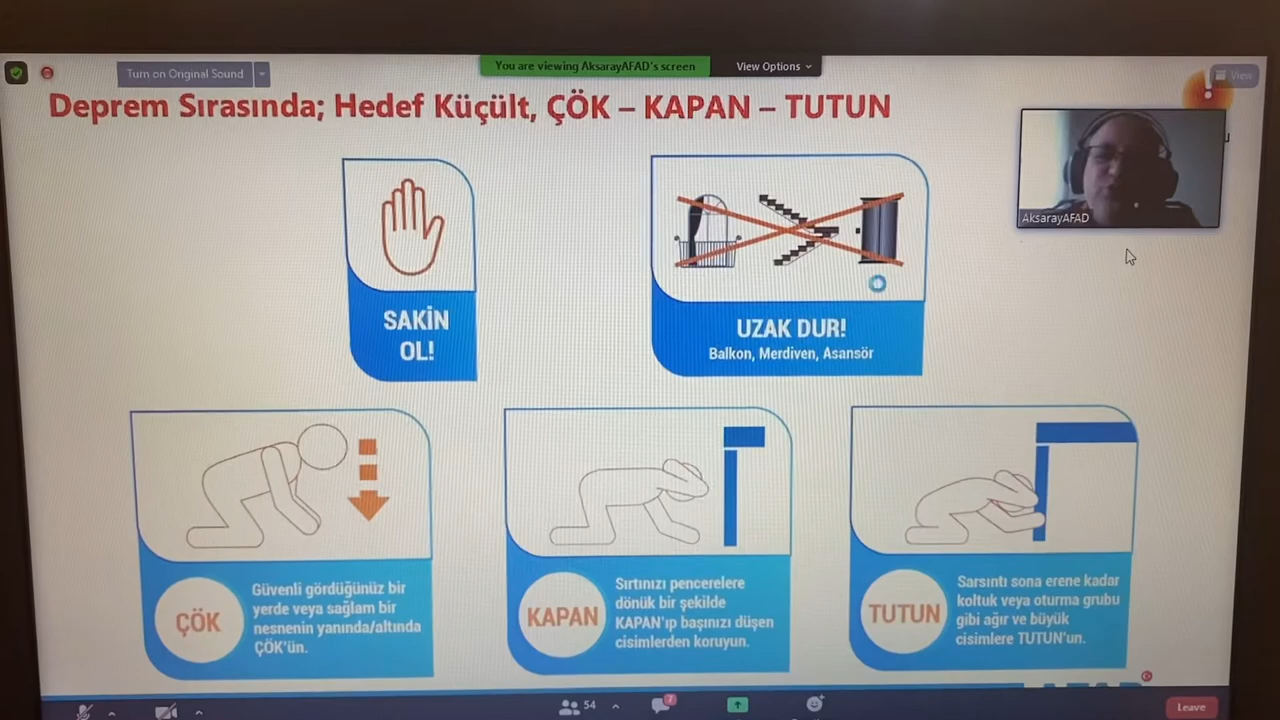 Turn on Original Sound
You are viewing AksarayAFAD's screen
View Options
View
Deprem Sırasında; Hedef Küçült, ÇÖK – KAPAN – TUTUN
AksarayAFAD
SAKİN
OL!
UZAK DUR!
Balkon, Merdiven, Asansör
ÇÖK
Güvenli gördüğünüz bir
yerde veya sağlam bir
nesnenin yanında/altında
ÇÖK'ün.
KAPAN
Sırtınızı pencerelere
dönük bir şekilde
KAPAN'ıp başınızı düşen
cisimlerden koruyun.
TUTUN
Sarsıntı sona erene kadar
koltuk veya oturma grubu
gibi ağır ve büyük
cisimlere TUTUN'un.
54
7
Leave